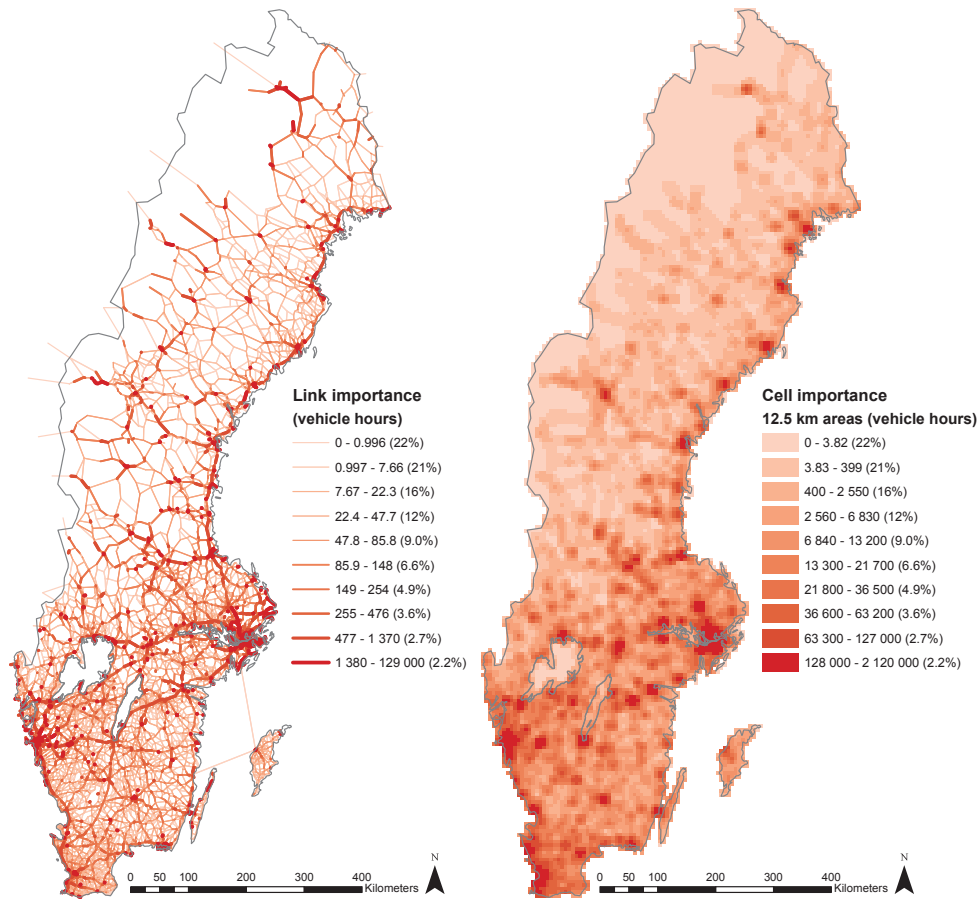 Link importance
(vehicle hours)
0 - 0.996 (22%)
0.997 - 7.66 (21%)
7.67 - 22.3 (16%)
22.4 - 47.7 (12%)
47.8 - 85.8 (9.0%)
85.9 - 148 (6.6%)
149 - 254 (4.9%)
255 - 476 (3.6%)
477 - 1 370 (2.7%)
1 380 - 129 000 (2.2%)
N
0 50 100 200 300 400
Kilometers
Cell importance
12.5 km areas (vehicle hours)
0 - 3.82 (22%)
3.83 - 399 (21%)
400 - 2 550 (16%)
2 560 - 6 830 (12%)
6 840 - 13 200 (9.0%)
13 300 - 21 700 (6.6%)
21 800 - 36 500 (4.9%)
36 600 - 63 200 (3.6%)
63 300 - 127 000 (2.7%)
128 000 - 2 120 000 (2.2%)
N
0 50 100 200 300 400
Kilometers